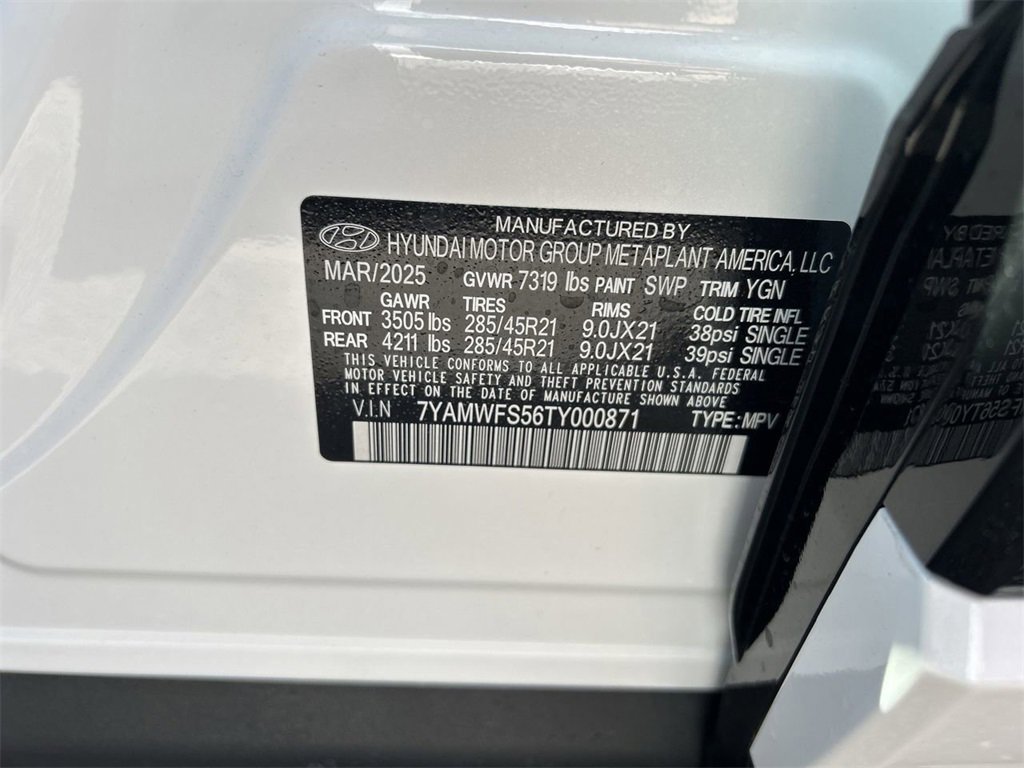 MANUFACTURED BY
HYUNDAI MOTOR GROUP METAPLANT AMERICA, LLC
MAR/2025 GVWR 7319 lbs PAINT SWP TRIM YGN
GAWR TIRES RIMS COLD TIRE INFL
FRONT 3505 lbs 285/45R21 9.0JX21 38psi SINGLE
REAR 4211 lbs 285/45R21 9.0JX21 39psi SINGLE
THIS VEHICLE CONFORMS TO ALL APPLICABLE U.S.A. FEDERAL
MOTOR VEHICLE SAFETY AND THEFT PREVENTION STANDARDS
IN EFFECT ON THE DATE OF MANUFACTURE SHOWN ABOVE
V.I.N 7YAMWFS56TY000871 TYPE:MPV